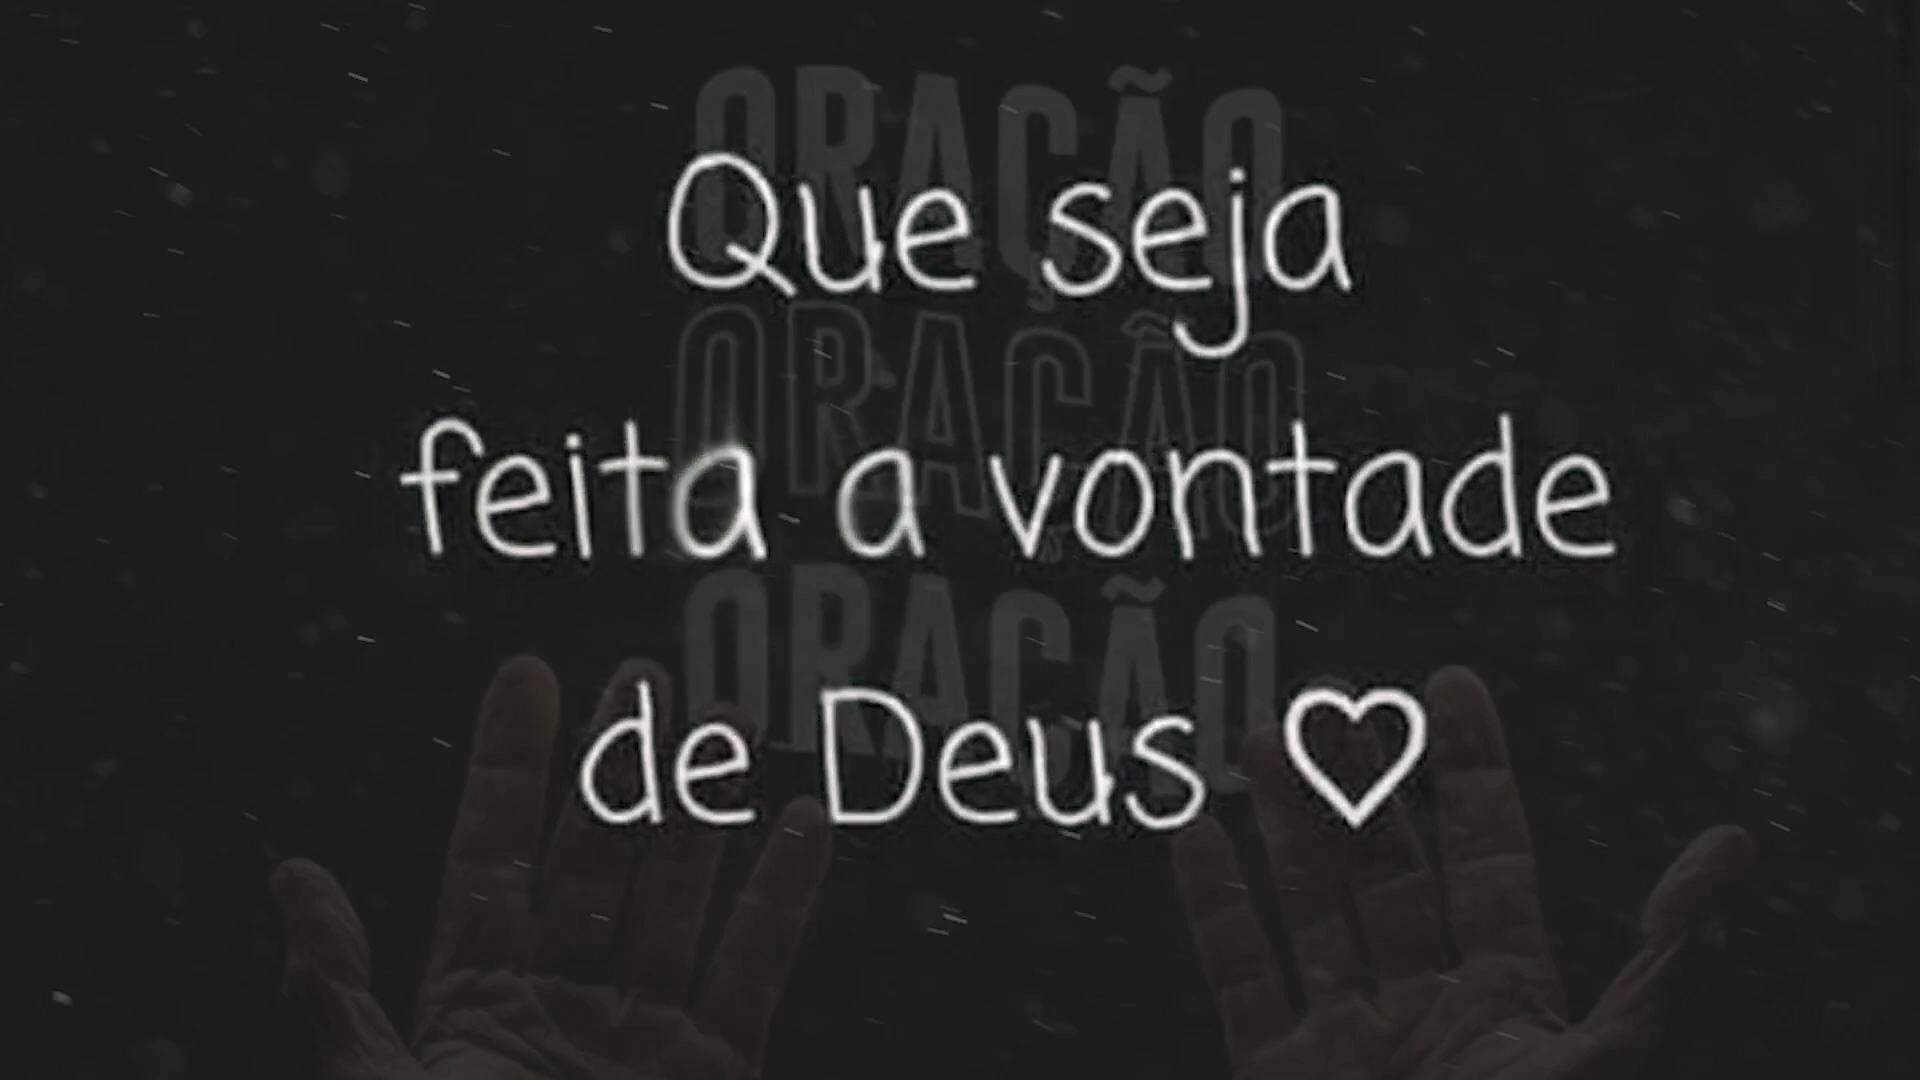 ORAÇÃO
Que seja
ORAÇÃO
feita a vontade
ORAÇÃO
de Deus ♡